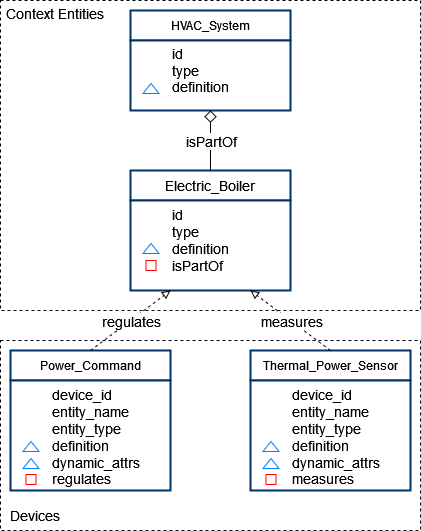 Context Entities
HVAC_System
id
type
definition
isPartOf
Electric_Boiler
id
type
definition
isPartOf
regulates
measures
Power_Command
device_id
entity_name
entity_type
definition
dynamic_attrs
regulates
Thermal_Power_Sensor
device_id
entity_name
entity_type
definition
dynamic_attrs
measures
Devices